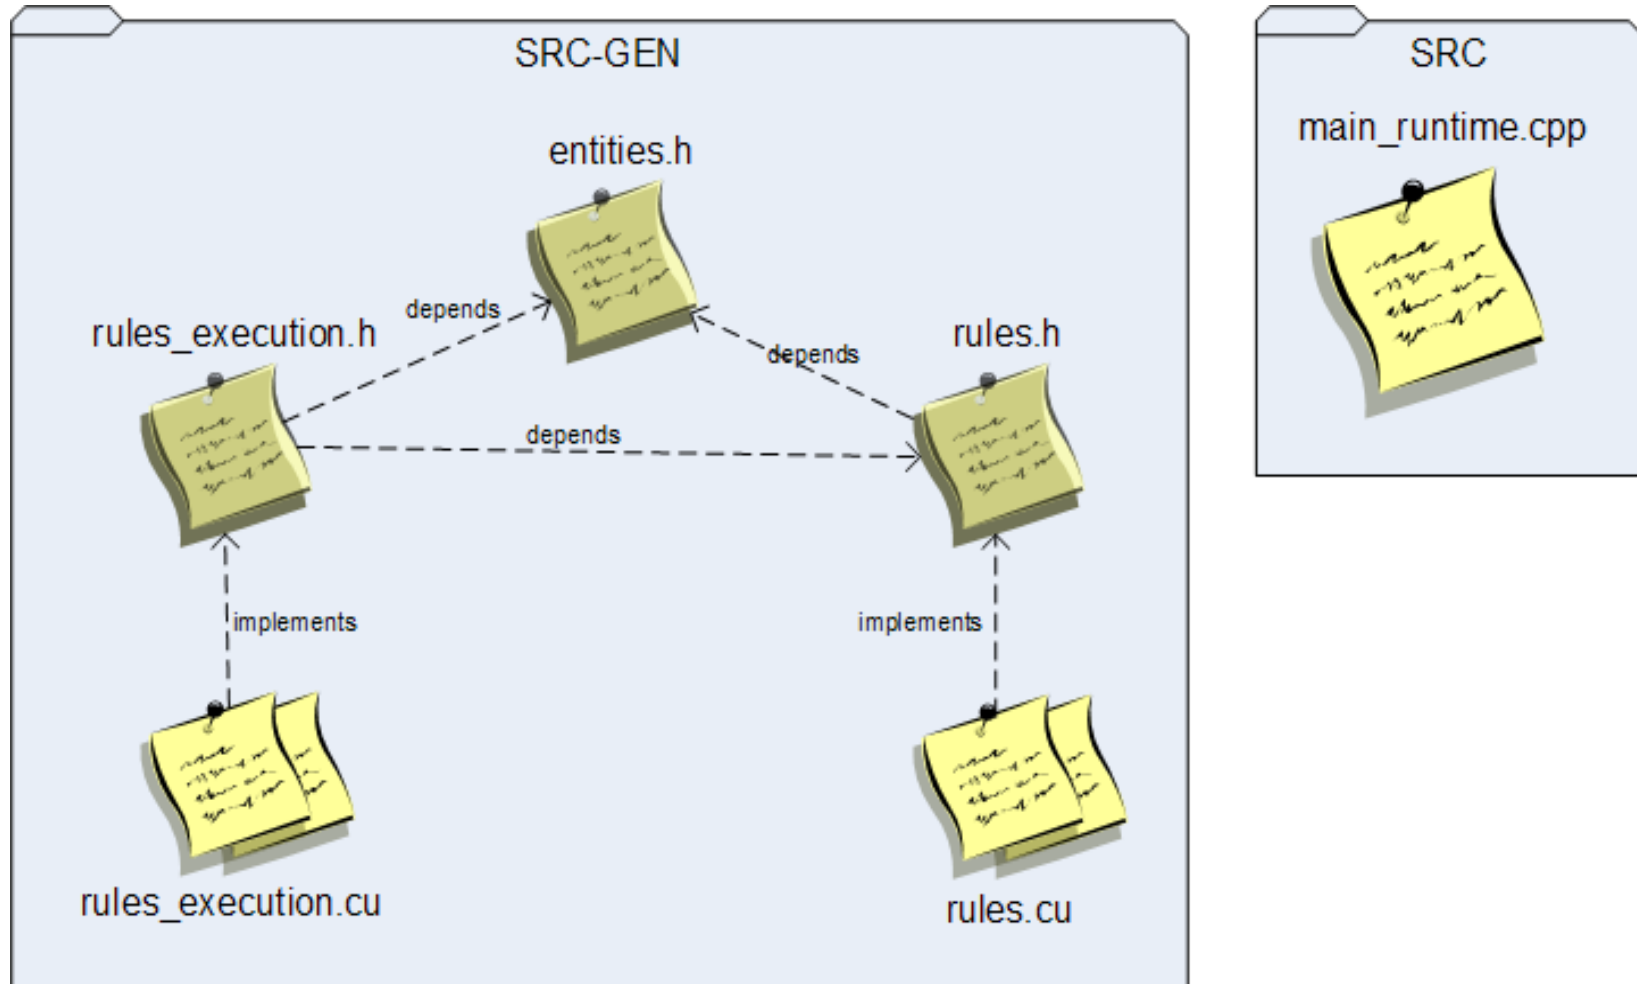 SRC-GEN
SRC
main_runtime.cpp
entities.h
depends
rules_execution.h
rules.h
depends
depends
implements
implements
rules_execution.cu
rules.cu